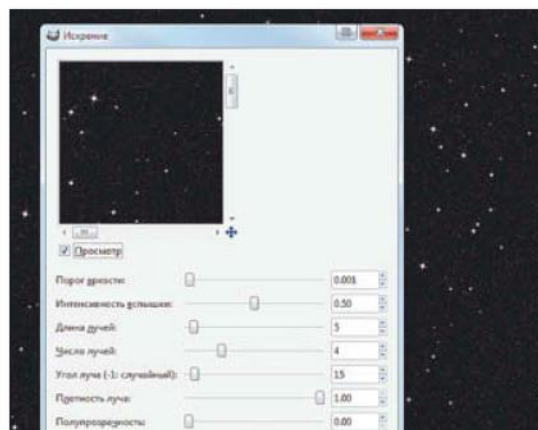 Искрение
Просмотр
Порог яркости: 0.001
Интенсивность вспышки: 0.50
Длина лучей: 5
Число лучей: 4
Угол луча (-1: случайный): 15
Плотность луча: 1.00
Полупрозрачность: 0.00